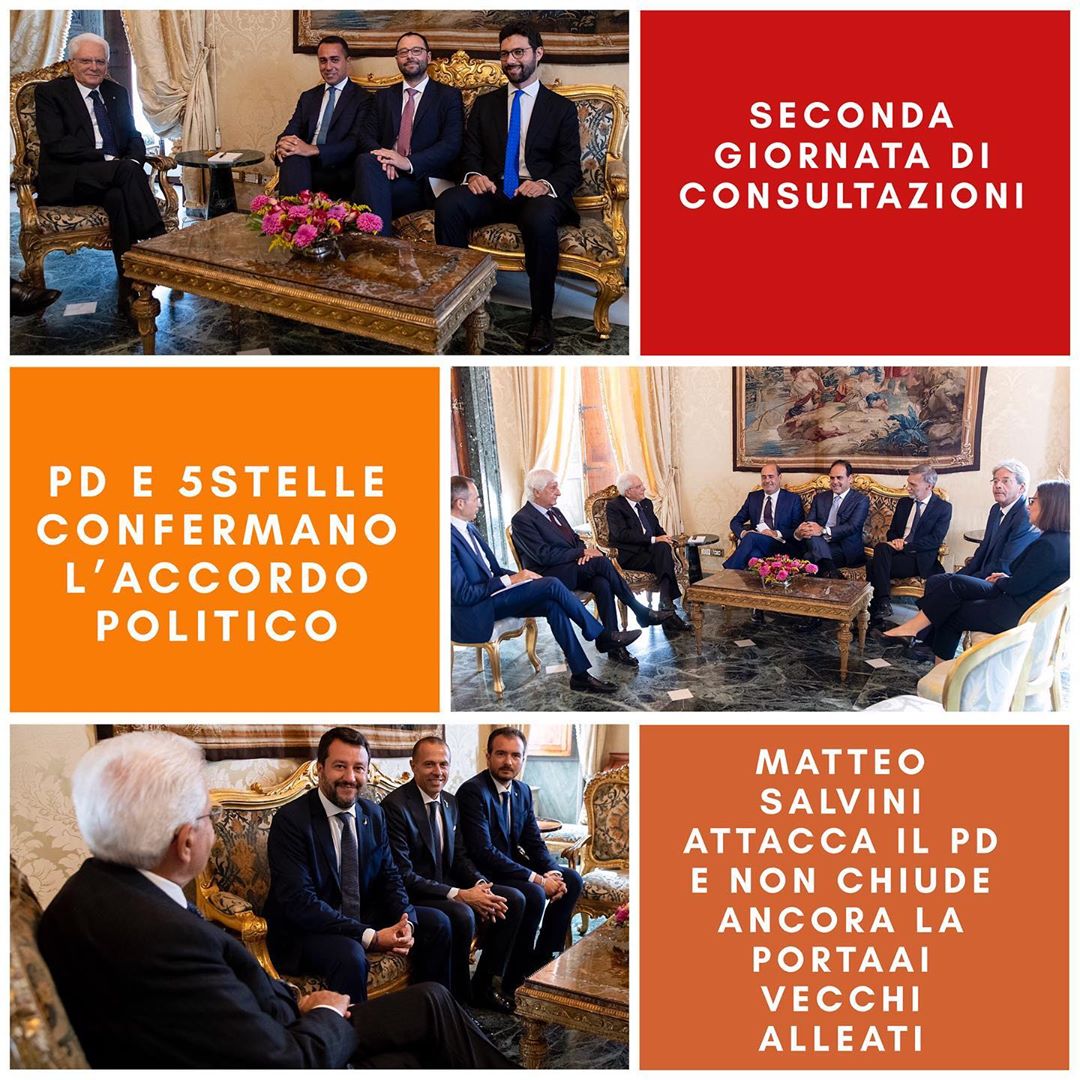 SECONDA
GIORNATA DI
CONSULTAZIONI
PD E 5STELLE
CONFERMANO
L'ACCORDO
POLITICO
MATTEO
SALVINI
ATTACCA IL PD
E NON CHIUDE
ANCORA LA
PORTAAI
VECCHI
ALLEATI